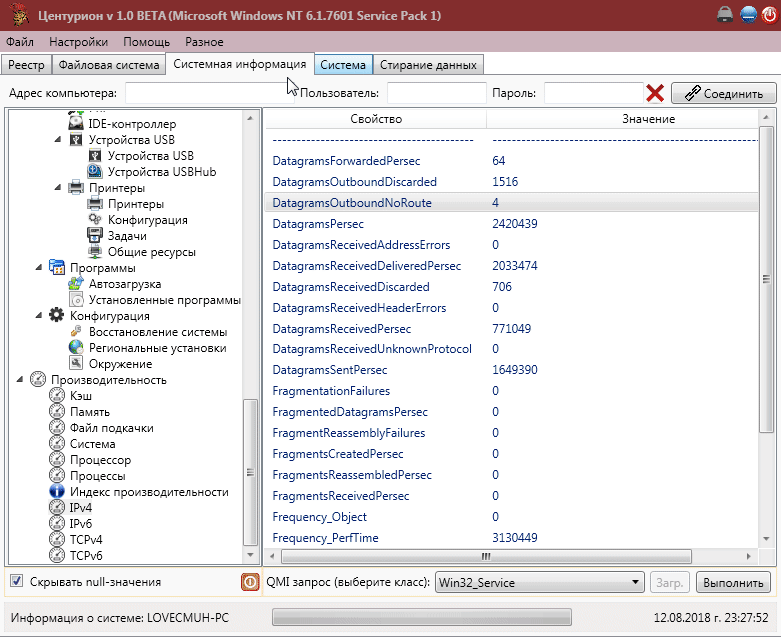 Центурион v 1.0 BETA (Microsoft Windows NT 6.1.7601 Service Pack 1)
Файл Настройки Помощь Разное
Реестр Файловая система Системная информация Система Стирание данных
Адрес компьютера: Пользователь: Пароль: Соединить
IDE-контроллер
Устройства USB
Устройства USB
Устройства USBHub
Принтеры
Принтеры
Конфигурация
Задачи
Общие ресурсы
Программы
Автозагрузка
Установленные программы
Конфигурация
Восстановление системы
Региональные установки
Окружение
Производительность
Кэш
Память
Файл подкачки
Система
Процессор
Процессы
Индекс производительности
IPv4
IPv6
TCPv4
TCPv6
Свойство Значение
DatagramsForwardedPersec 64
DatagramsOutboundDiscarded 1516
DatagramsOutboundNoRoute 4
DatagramsPersec 2420439
DatagramsReceivedAddressErrors 0
DatagramsReceivedDeliveredPersec 2033474
DatagramsReceivedDiscarded 706
DatagramsReceivedHeaderErrors 0
DatagramsReceivedPersec 771049
DatagramsReceivedUnknownProtocol 0
DatagramsSentPersec 1649390
FragmentationFailures 0
FragmentedDatagramsPersec 0
FragmentReassemblyFailures 0
FragmentsCreatedPersec 0
FragmentsReassembledPersec 0
FragmentsReceivedPersec 0
Frequency_Object 0
Frequency_PerfTime 3130449
Скрывать null-значения QMI запрос (выберите класс): Win32_Service Загр. Выполнить
Информация о системе: LOVECMUH-PC 12.08.2018 г. 23:27:52